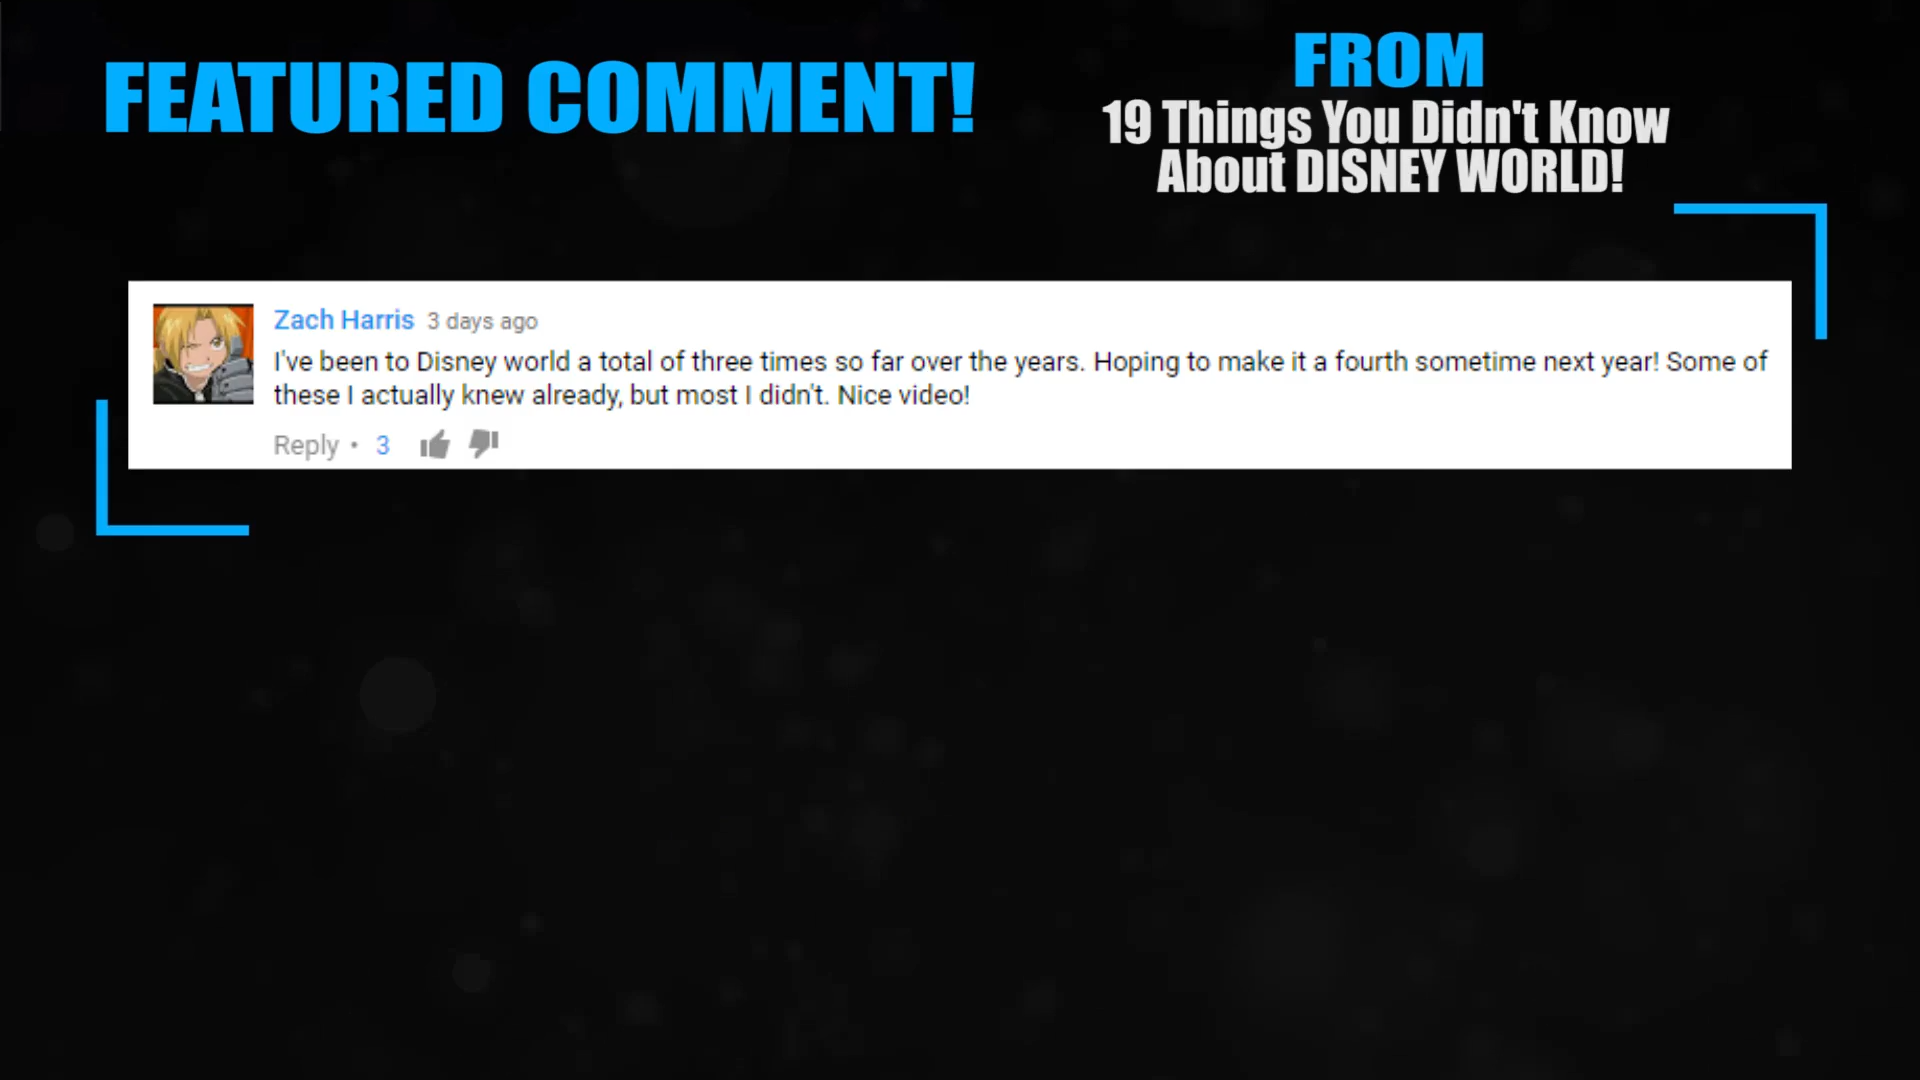 FEATURED COMMENT!
FROM
19 Things You Didn't Know
About DISNEY WORLD!
Zach Harris 3 days ago
I've been to Disney world a total of three times so far over the years. Hoping to make it a fourth sometime next year! Some of
these I actually knew already, but most I didn't. Nice video!
Reply • 3